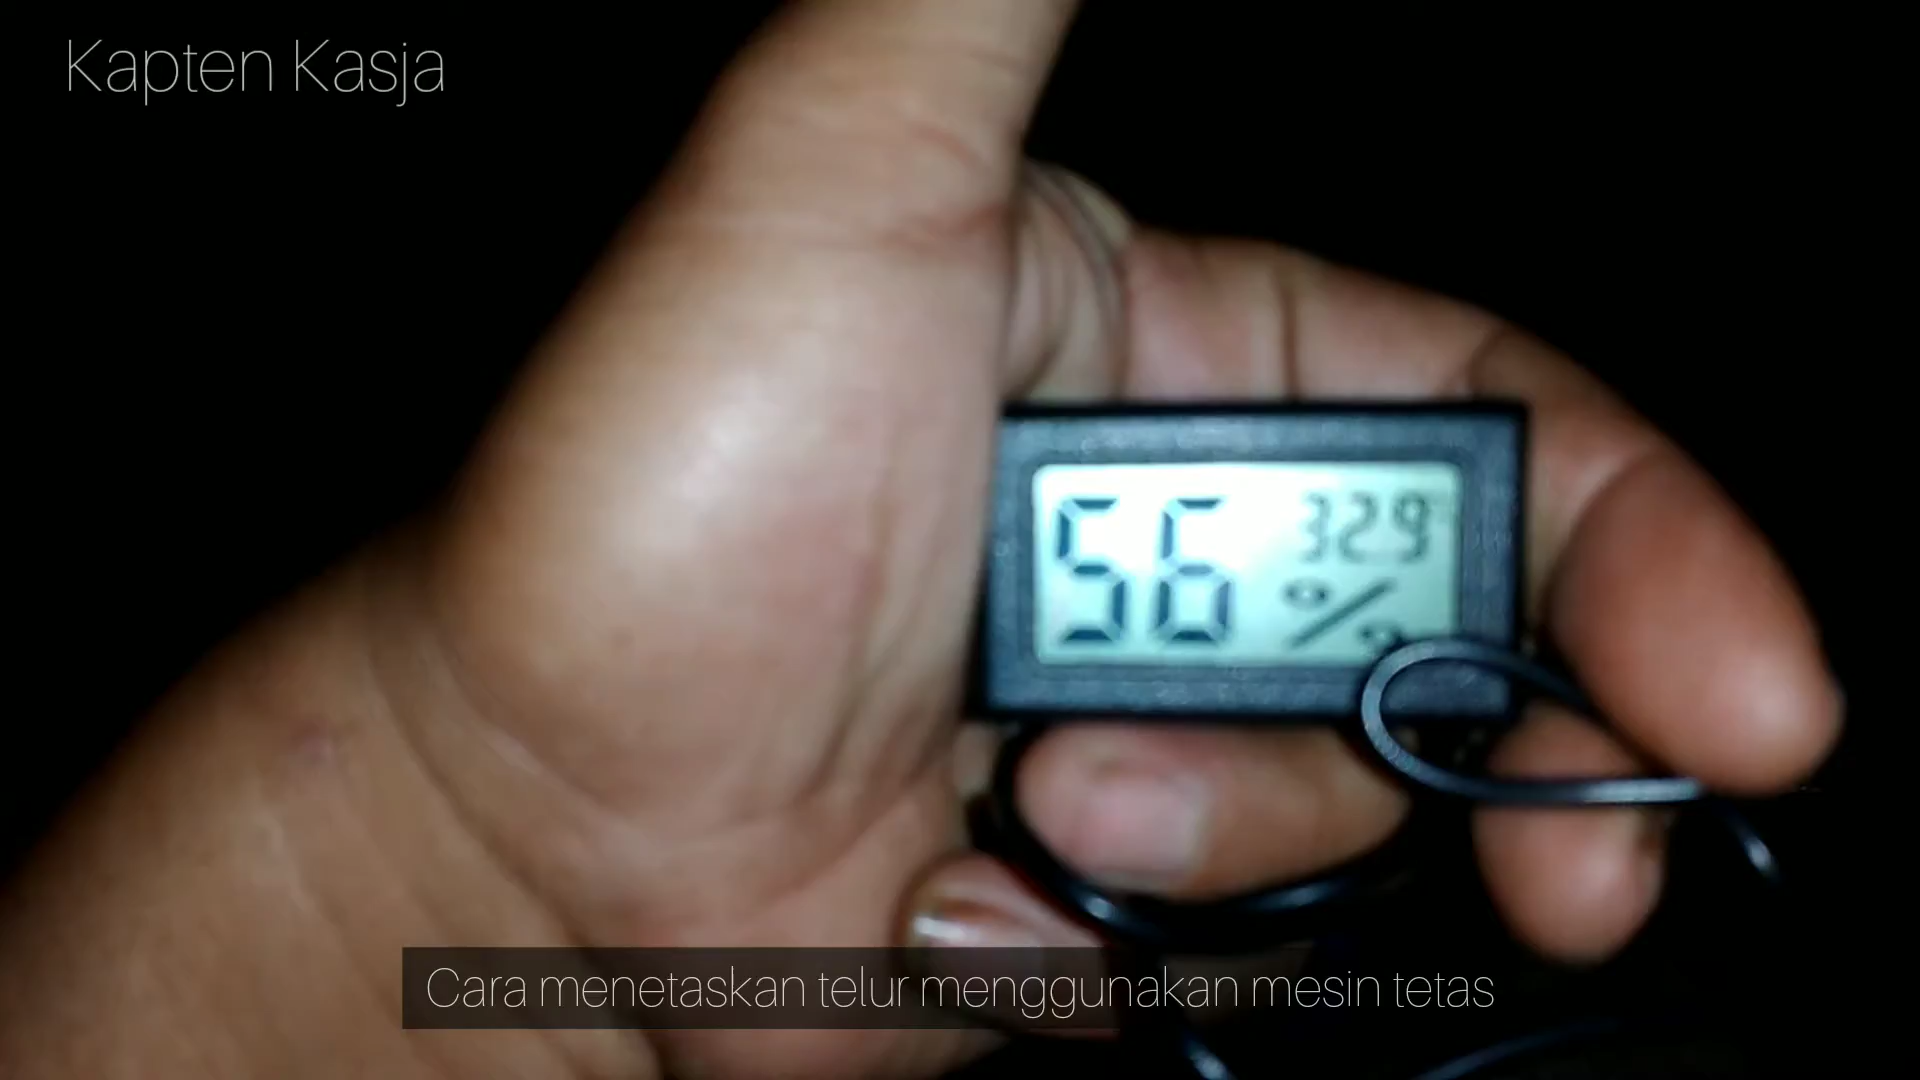 Kapten Kasja
56 32.9
%
Cara menetaskan telur menggunakan mesin tetas